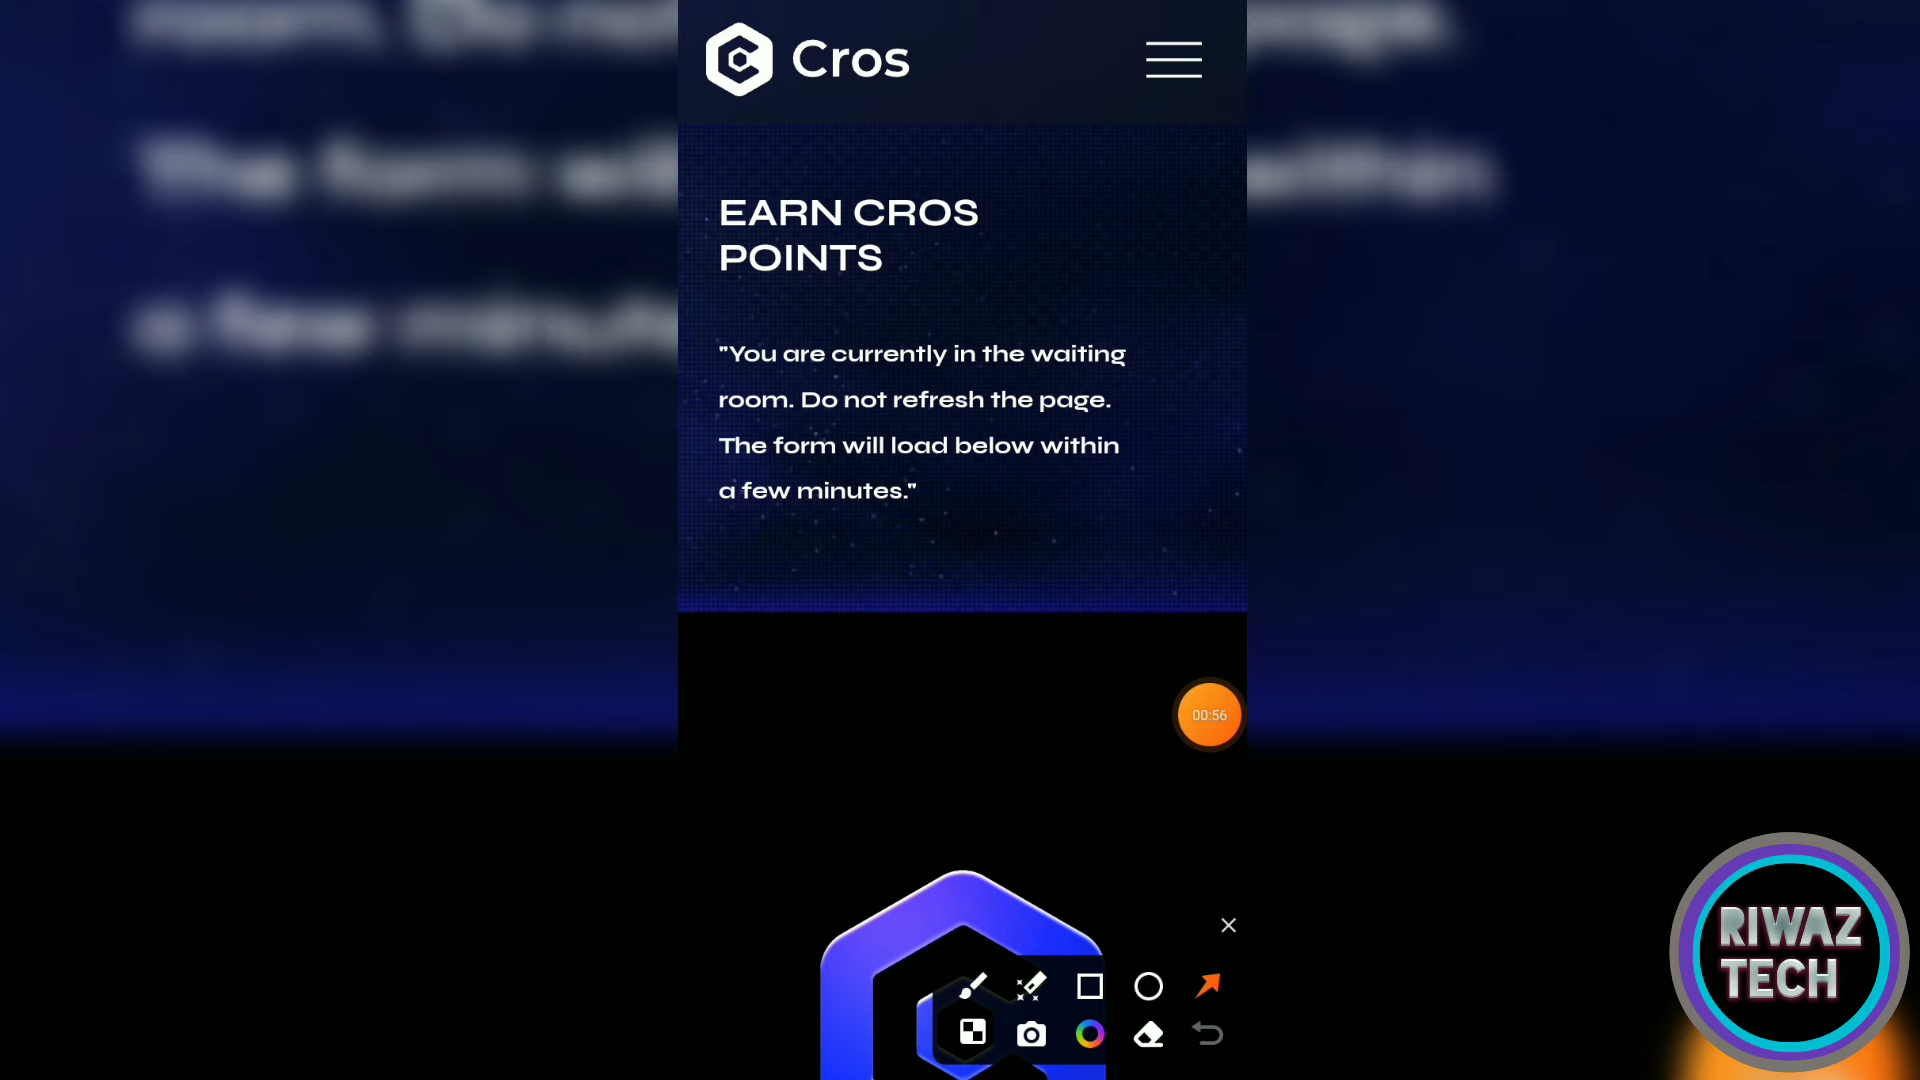 Cros
EARN CROS
POINTS
"You are currently in the waiting
room. Do not refresh the page.
The form will load below within
a few minutes."
00:56
RIWAZ
TECH